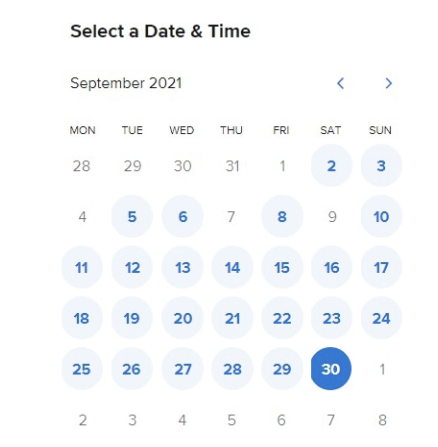 Select a Date & Time
September 2021
MON TUE WED THU FRI SAT SUN
28 29 30 31 1 2 3
4 5 6 7 8 9 10
11 12 13 14 15 16 17
18 19 20 21 22 23 24
25 26 27 28 29 30 1
2 3 4 5 6 7 8